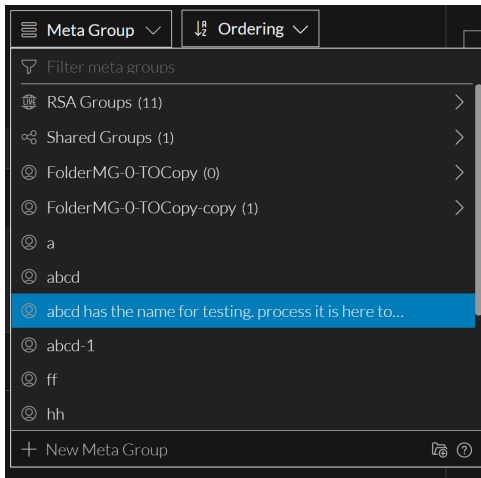 Meta Group
Ordering
Filter meta groups
RSA Groups (11)
Shared Groups (1)
FolderMG-0-TOCopy (0)
FolderMG-0-TOCopy-copy (1)
a
abcd
abcd has the name for testing. process it is here to...
abcd-1
ff
hh
New Meta Group